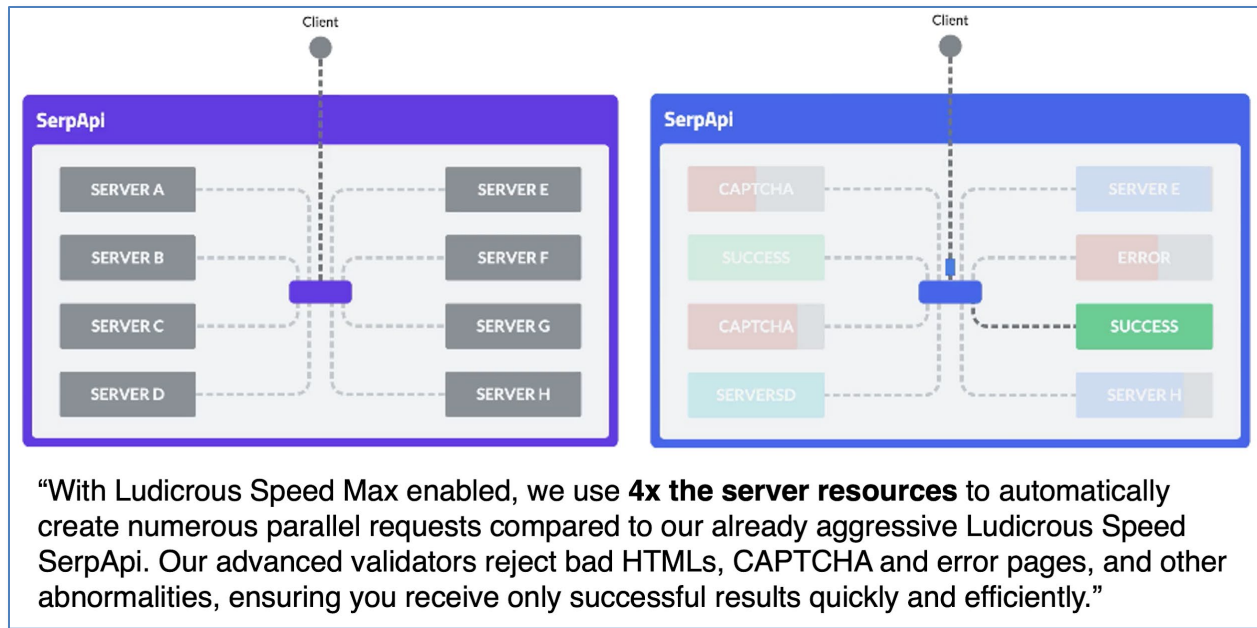 Client
SerpApi
SERVER A
SERVER E
SERVER B
SERVER F
SERVER C
SERVER G
SERVER D
SERVER H
Client
SerpApi
CAPTCHA
SERVER E
SUCCESS
ERROR
CAPTCHA
SUCCESS
SERVERSD
SERVER H
“With Ludicrous Speed Max enabled, we use 4x the server resources to automatically
create numerous parallel requests compared to our already aggressive Ludicrous Speed
SerpApi. Our advanced validators reject bad HTMLs, CAPTCHA and error pages, and other
abnormalities, ensuring you receive only successful results quickly and efficiently.”